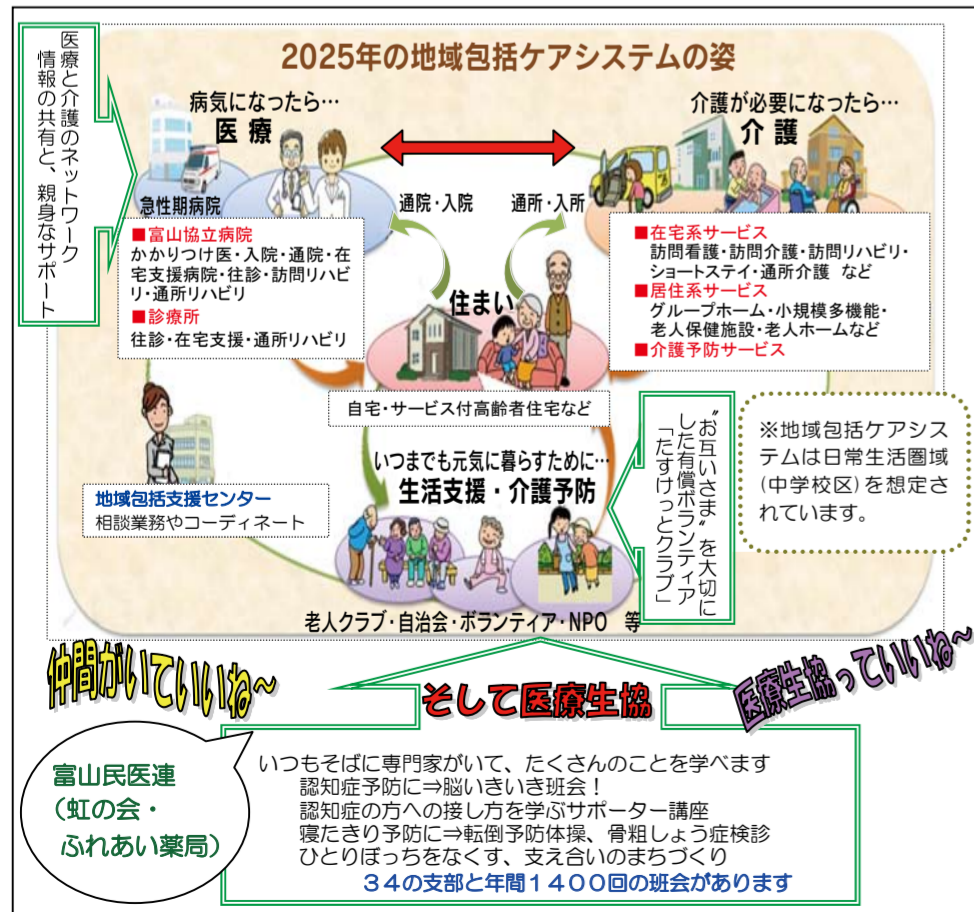 2025年の地域包括ケアシステムの姿
医療と介護のネットワーク
情報の共有と、親身なサポート
病気になったら…
医療
介護が必要になったら…
介護
急性期病院
通院・入院
通所・入所
■富山協立病院
かかりつけ医・入院・通院・在
宅支援病院・往診・訪問リハビ
リ・通所リハビリ
■診療所
往診・在宅支援・通所リハビリ
住まい
■在宅系サービス
訪問看護・訪問介護・訪問リハビリ・
ショートステイ・通所介護 など
■居住系サービス
グループホーム・小規模多機能・
老人保健施設・老人ホームなど
■介護予防サービス
自宅・サービス付高齢者住宅など
地域包括支援センター
相談業務やコーディネート
いつまでも元気に暮らすために…
生活支援・介護予防
〝お互いさま〟を大切に
した有償ボランティア
「たすけっとクラブ」
※地域包括ケアシス
テムは日常生活圏域
(中学校区)を想定さ
れています。
老人クラブ・自治会・ボランティア・NPO 等
仲間がいていいね~
そして医療生協
医療生協っていいね~
富山民医連
(虹の会・
ふれあい薬局)
いつもそばに専門家がいて、たくさんのことを学べます
認知症予防に⇒脳いきいき班会！
認知症の方への接し方を学ぶサポーター講座
寝たきり予防に⇒転倒予防体操、骨粗しょう症検診
ひとりぼっちをなくす、支え合いのまちづくり
３４の支部と年間１４００回の班会があります